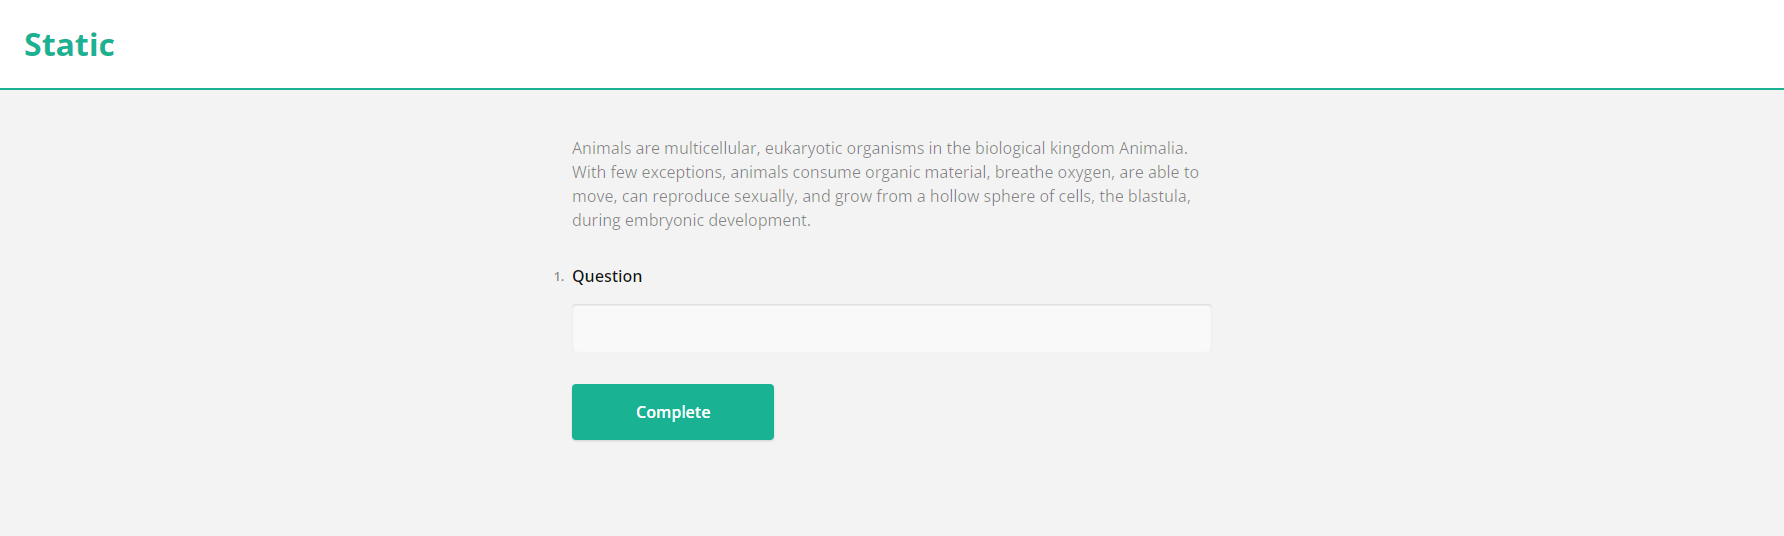 Static
Animals are multicellular, eukaryotic organisms in the biological kingdom Animalia.
With few exceptions, animals consume organic material, breathe oxygen, are able to
move, can reproduce sexually, and grow from a hollow sphere of cells, the blastula,
during embryonic development.
1. Question
Complete